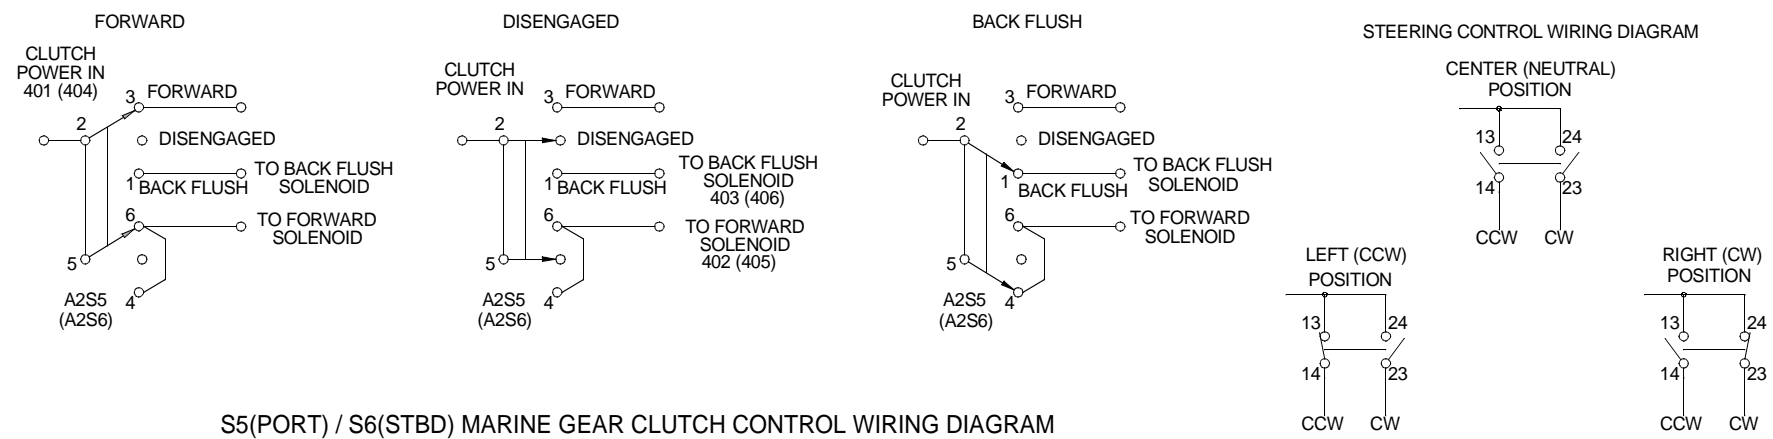 FORWARD
CLUTCH
POWER IN
401 (404)
3
FORWARD
2
DISENGAGED
1
BACK FLUSH
TO BACK FLUSH
SOLENOID
6
TO FORWARD
SOLENOID
5
4
A2S5
(A2S6)
DISENGAGED
CLUTCH
POWER IN
3
FORWARD
2
DISENGAGED
1
BACK FLUSH
TO BACK FLUSH
SOLENOID
403 (406)
6
TO FORWARD
SOLENOID
402 (405)
5
4
A2S5
(A2S6)
BACK FLUSH
CLUTCH
POWER IN
3
FORWARD
2
DISENGAGED
1
BACK FLUSH
TO BACK FLUSH
SOLENOID
6
TO FORWARD
SOLENOID
5
4
A2S5
(A2S6)
STEERING CONTROL WIRING DIAGRAM
CENTER (NEUTRAL)
POSITION
13 24
14 23
CCW CW
LEFT (CCW)
POSITION
13 24
14 23
CCW CW
RIGHT (CW)
POSITION
13 24
14 23
CCW CW
S5(PORT) / S6(STBD) MARINE GEAR CLUTCH CONTROL WIRING DIAGRAM